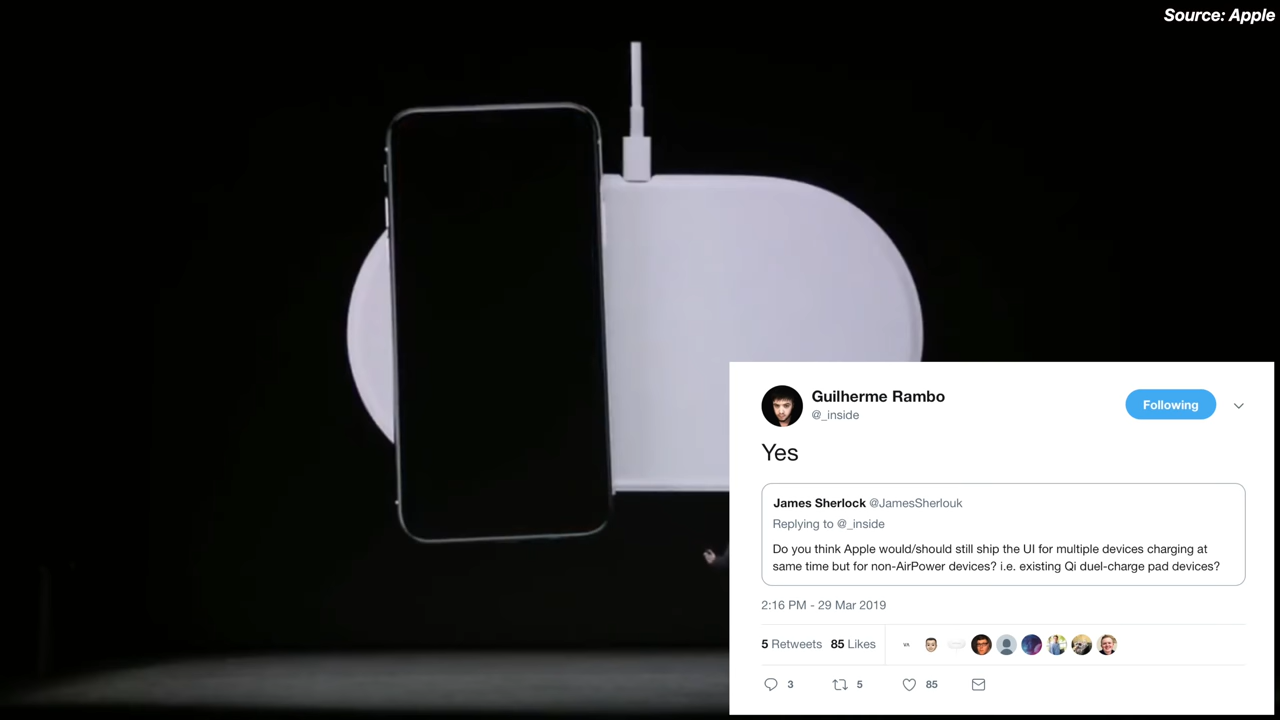 Source: Apple
Guilherme Rambo
@_inside
Following
Yes
James Sherlock @JamesSherlouk
Replying to @_inside
Do you think Apple would/should still ship the UI for multiple devices charging at
same time but for non-AirPower devices? i.e. existing Qi duel-charge pad devices?
2:16 PM - 29 Mar 2019
5 Retweets 85 Likes
3 5 85